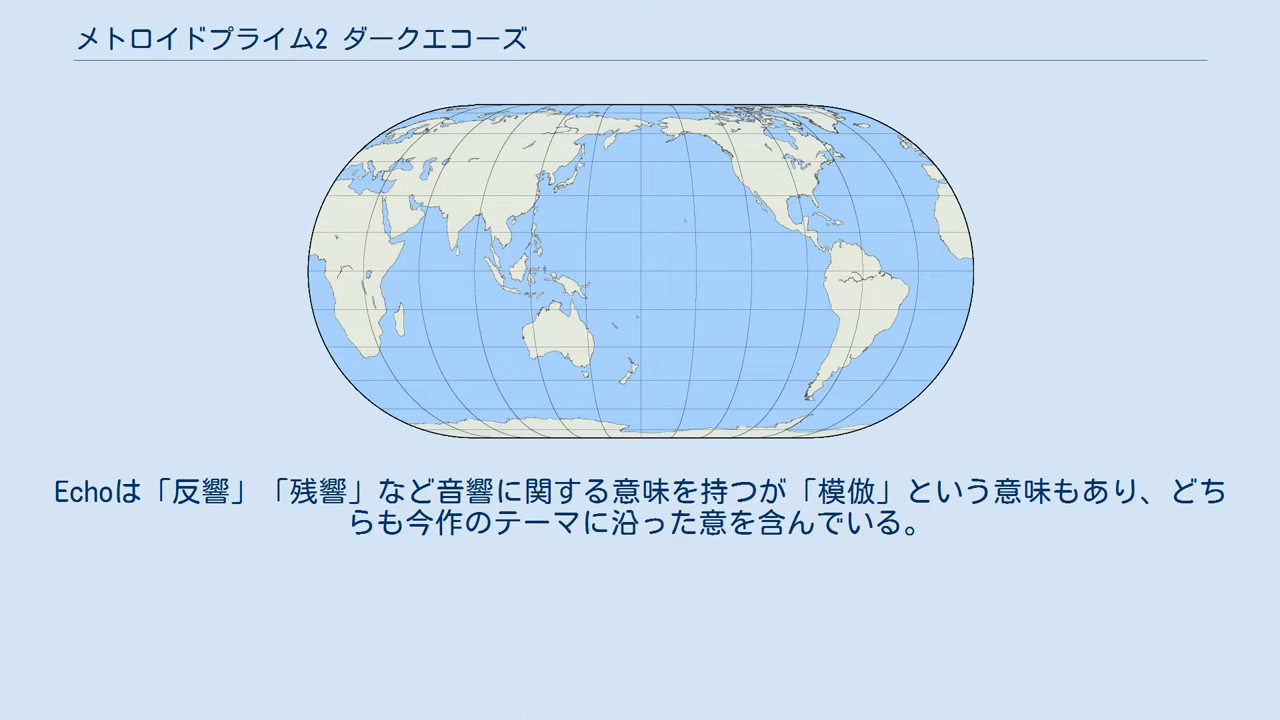 メトロイドプライム2 ダークエコーズ
Echoは「反響」「残響」など音響に関する意味を持つが「模倣」という意味もあり、どち
らも今作のテーマに沿った意を含んでいる。